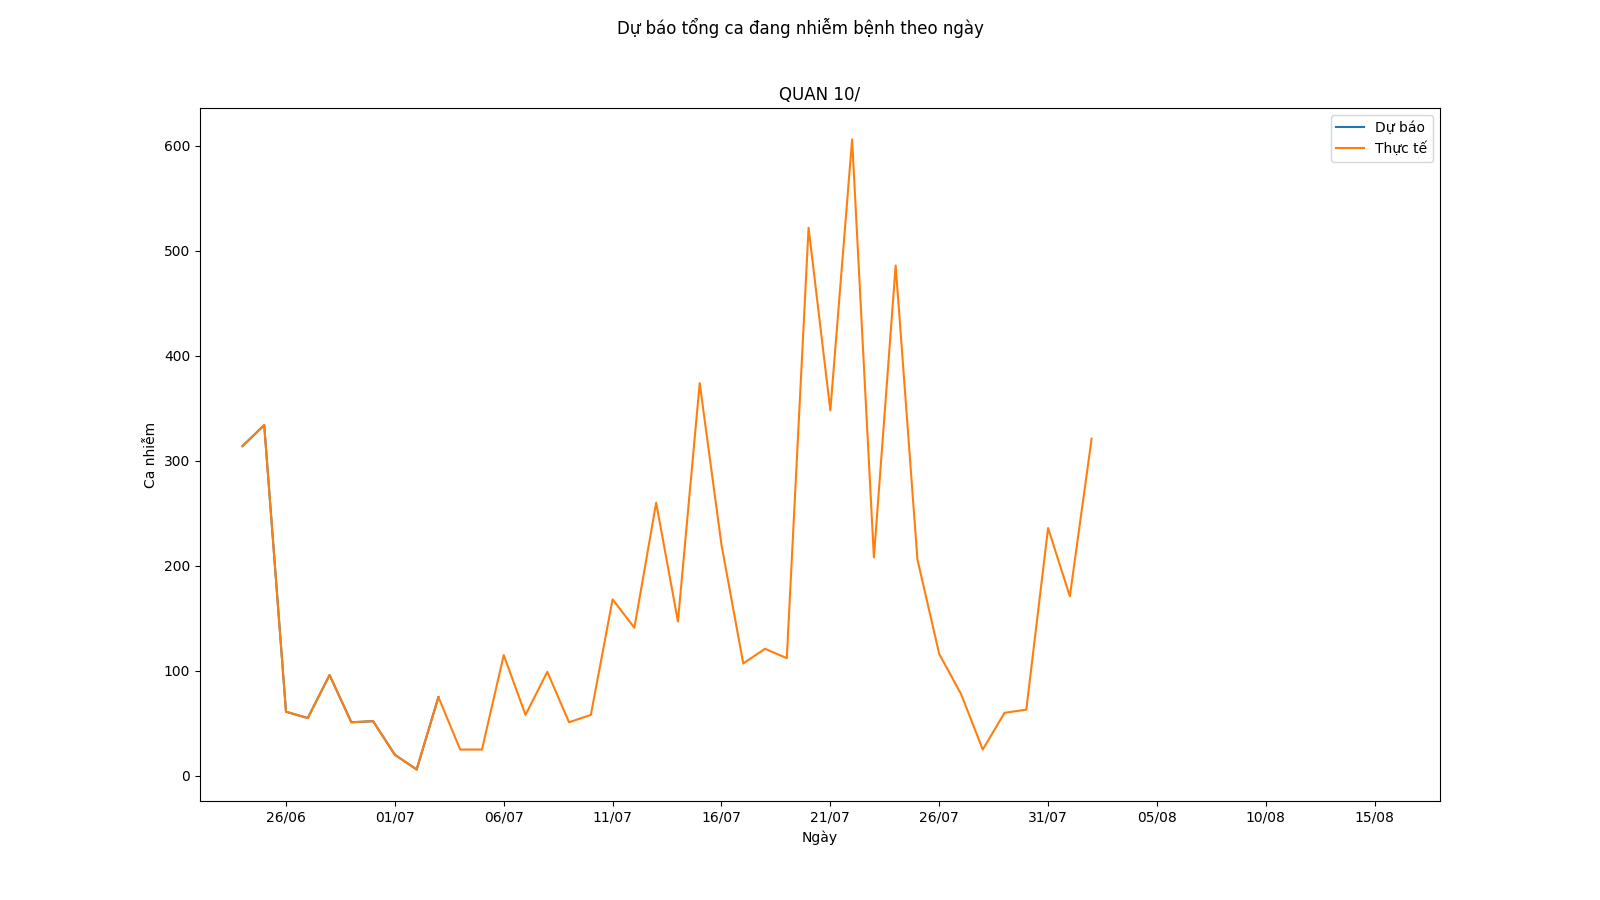 Dự báo tổng ca đang nhiễm bệnh theo ngày
QUAN 10/
Dự báo
Thực tế
600
500
400
300
200
100
0
Ca nhiễm
26/06 01/07 06/07 11/07 16/07 21/07 26/07 31/07 05/08 10/08 15/08
Ngày